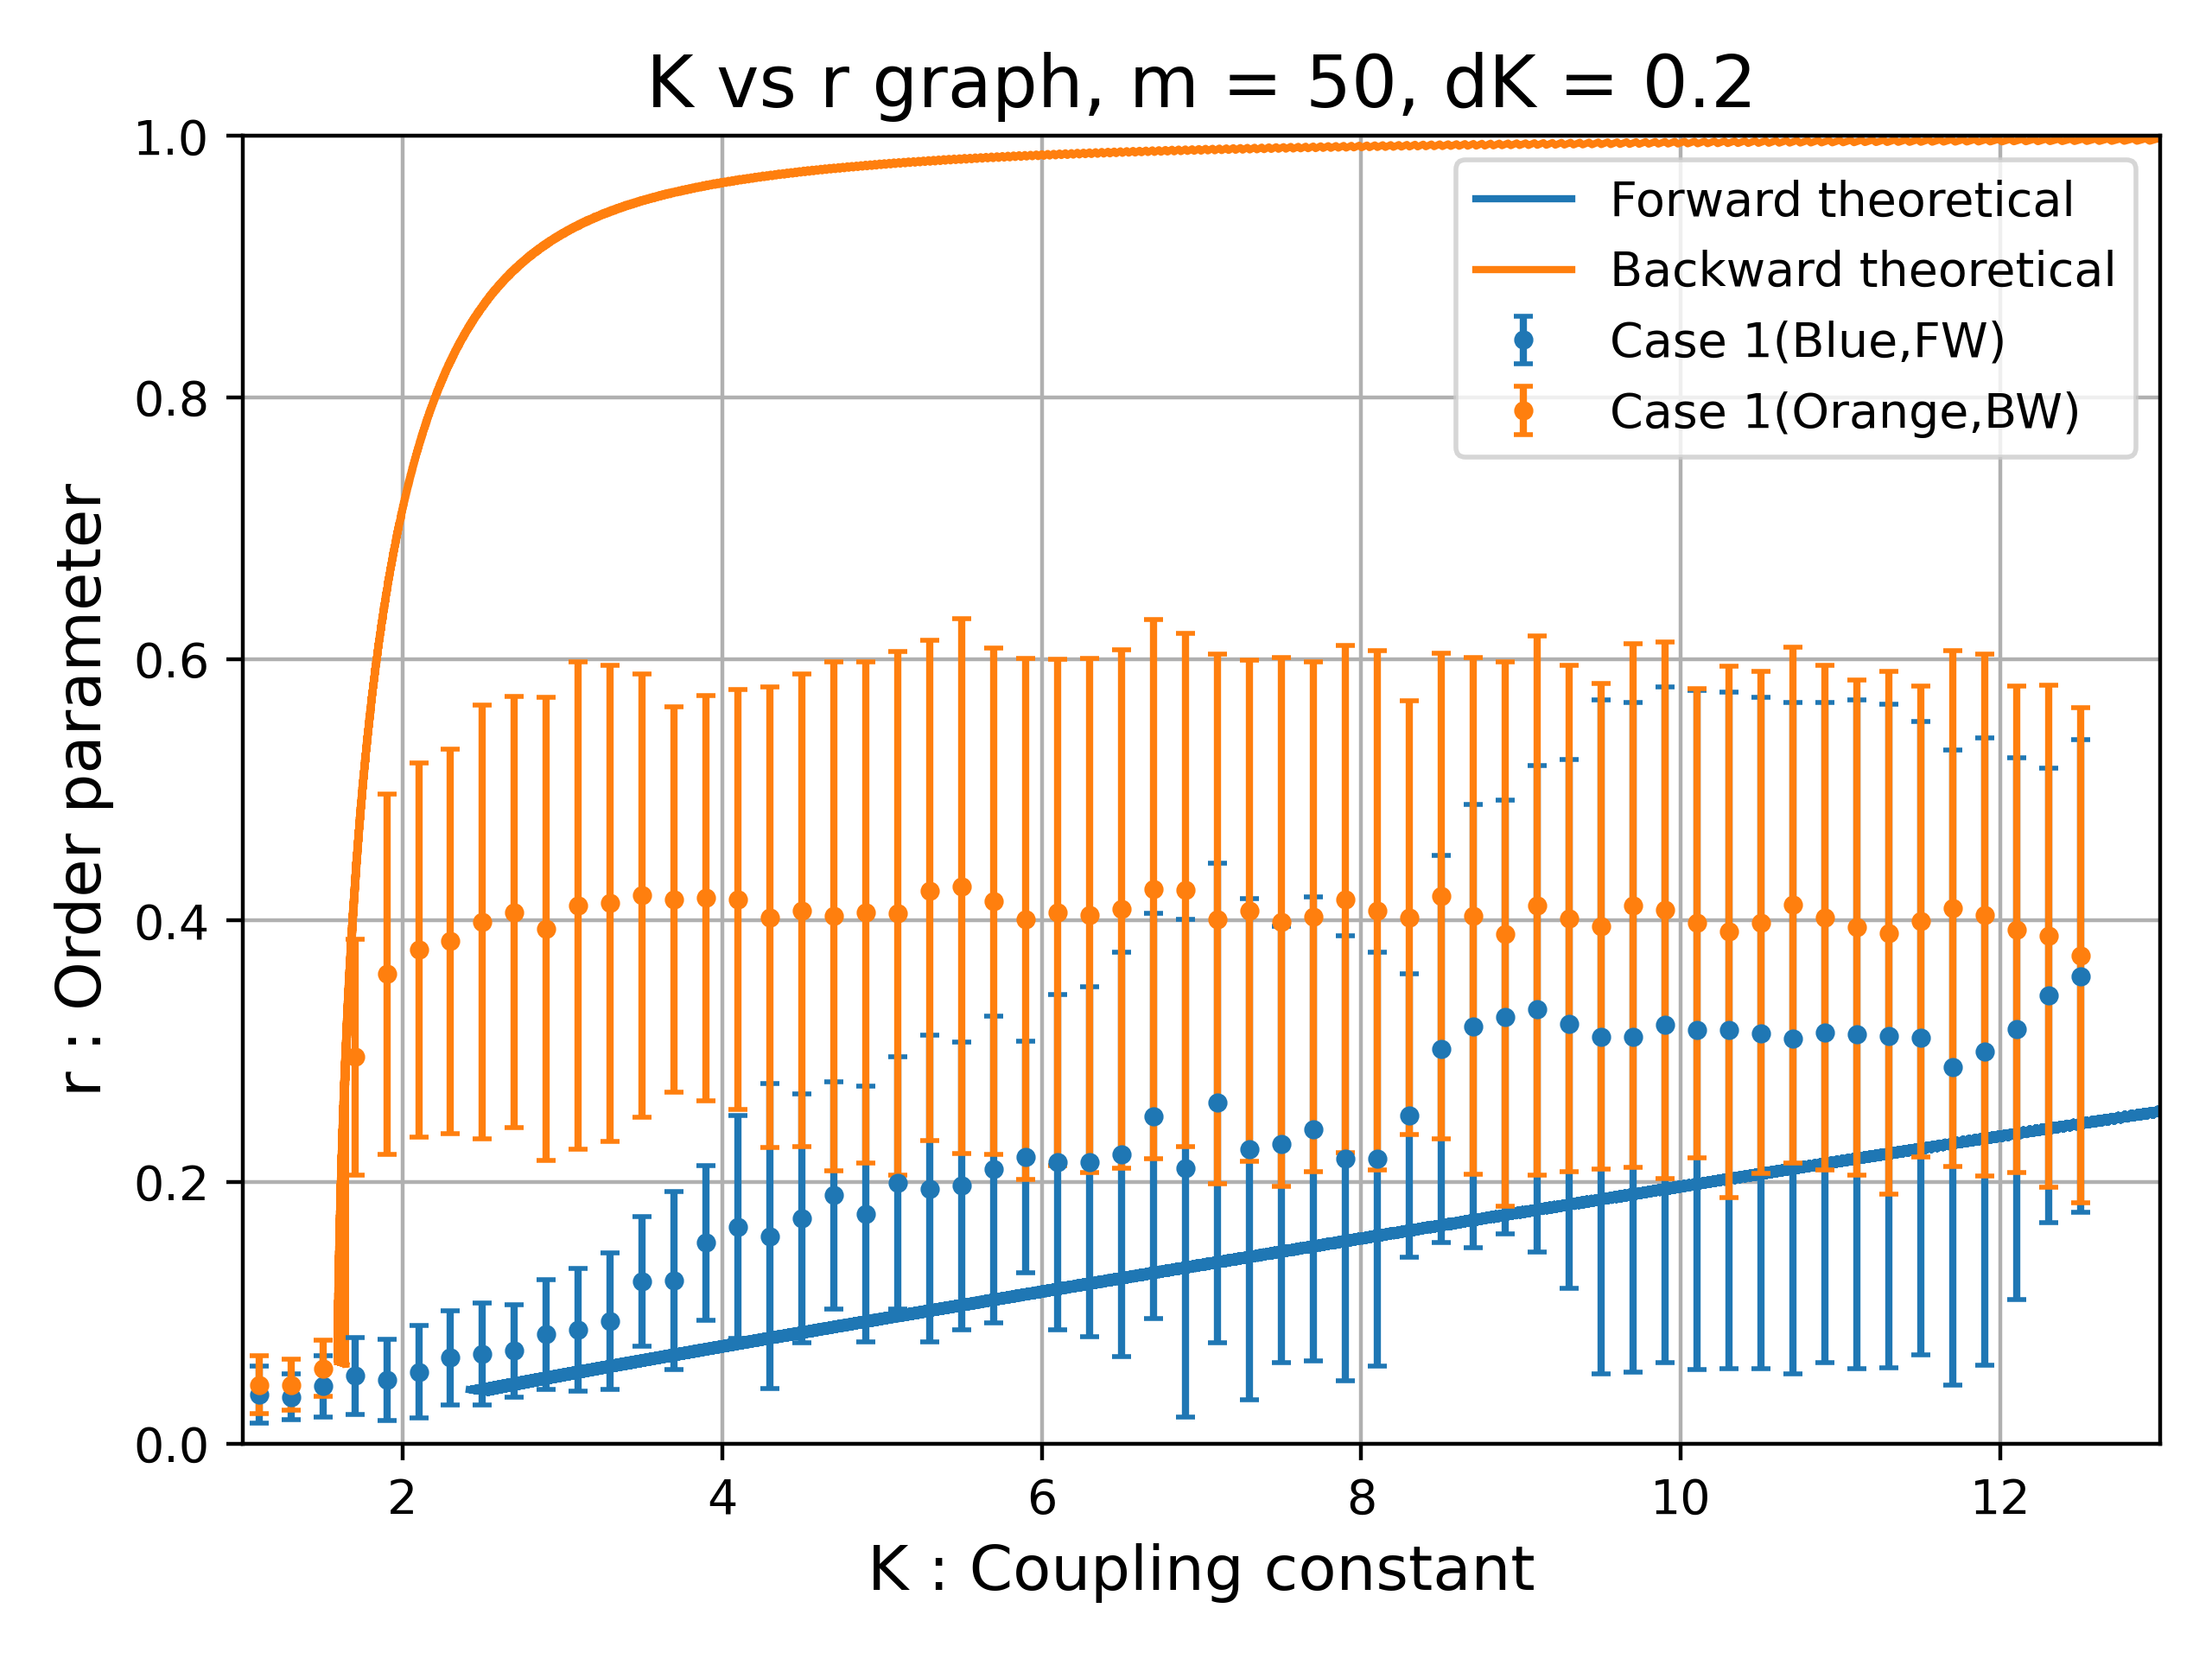 K vs r graph, m = 50, dK = 0.2
1.0
0.8
0.6
0.4
0.2
0.0
r : Order parameter
Forward theoretical
Backward theoretical
Case 1(Blue,FW)
Case 1(Orange,BW)
2 4 6 8 10 12
K : Coupling constant